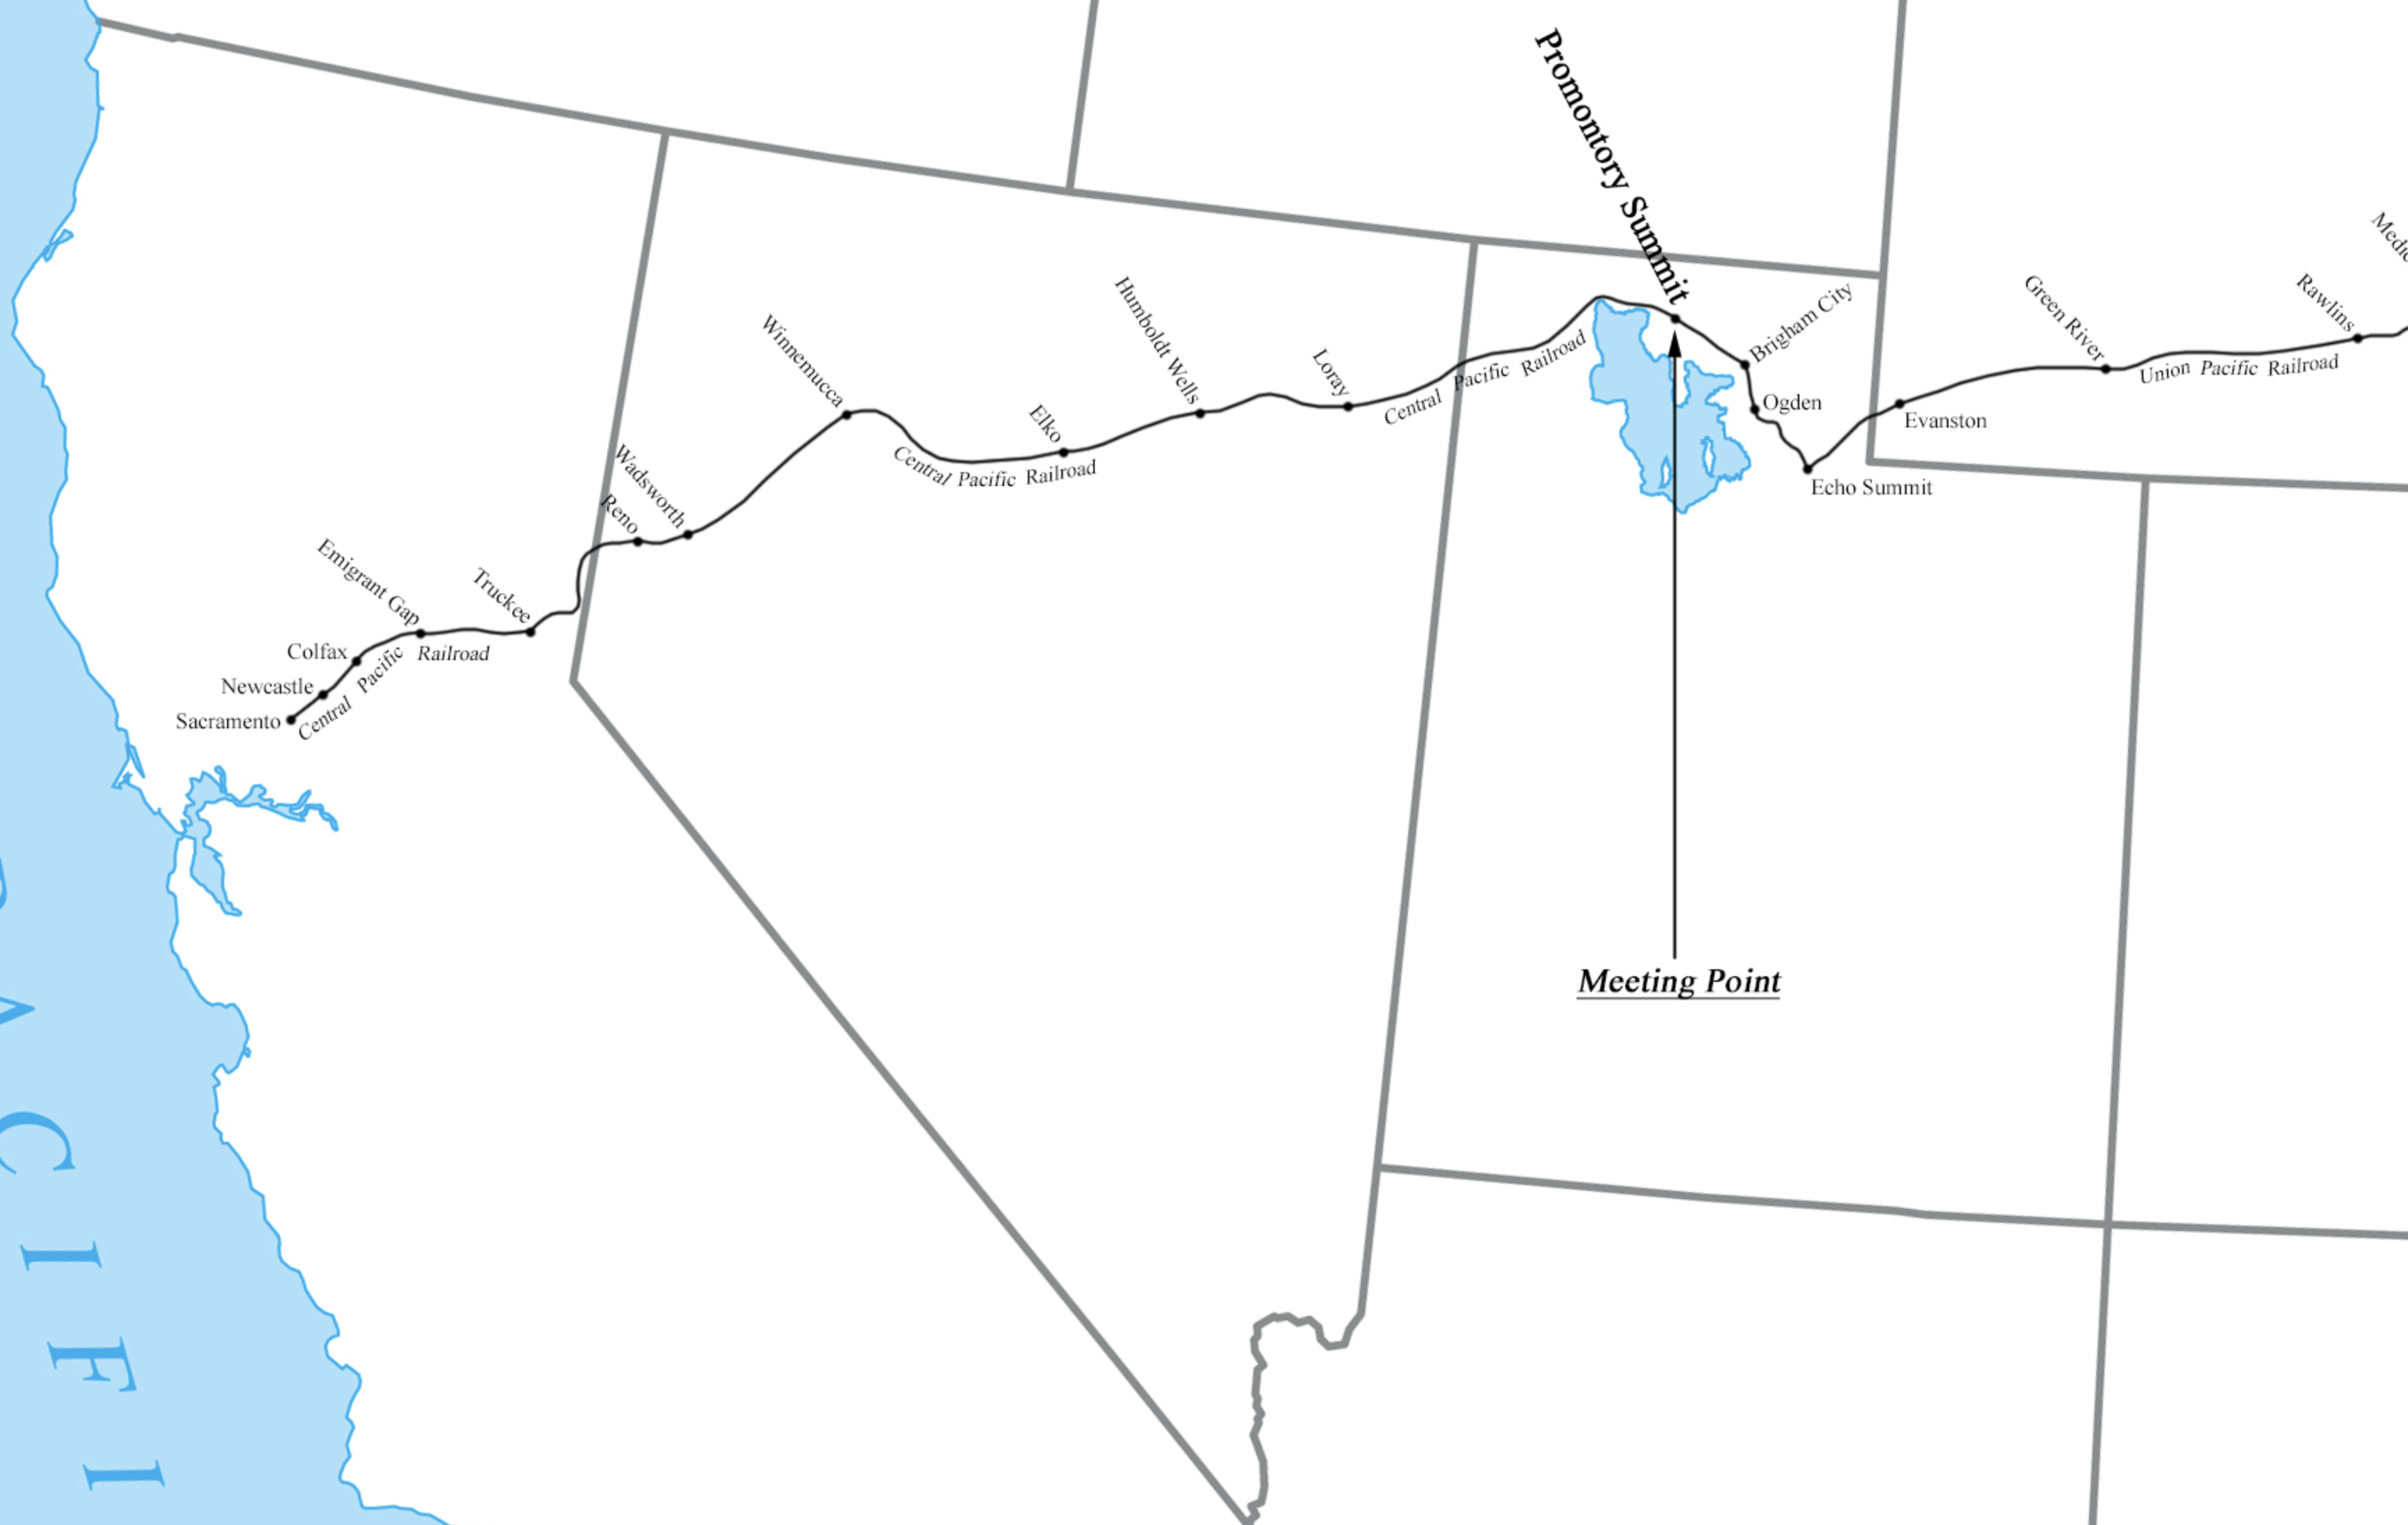 Promontory Summit
Medi
Rawlins
Green River
Brigham City
Humboldt Wells
Winnemucca
Loray
Union Pacific Railroad
Central Pacific Railroad
Ogden
Evanston
Elko
Wadsworth
Central Pacific Railroad
Echo Summit
Reno
Emigrant Gap
Truckee
Colfax
Central Pacific Railroad
Newcastle
Sacramento
Meeting Point
ACIFI